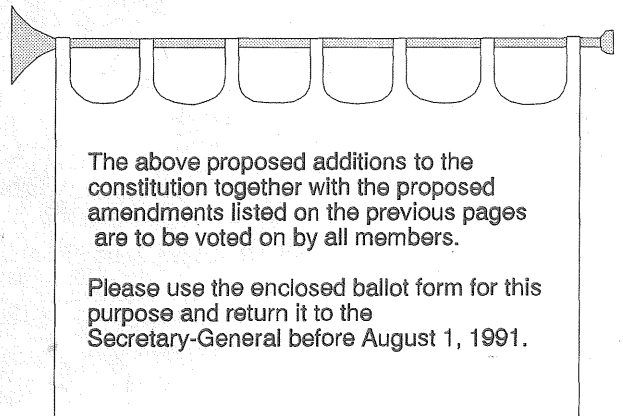 The above proposed additions to the
constitution together with the proposed
amendments listed on the previous pages
are to be voted on by all members.
Please use the enclosed ballot form for this
purpose and return it to the
Secretary-General before August 1, 1991.